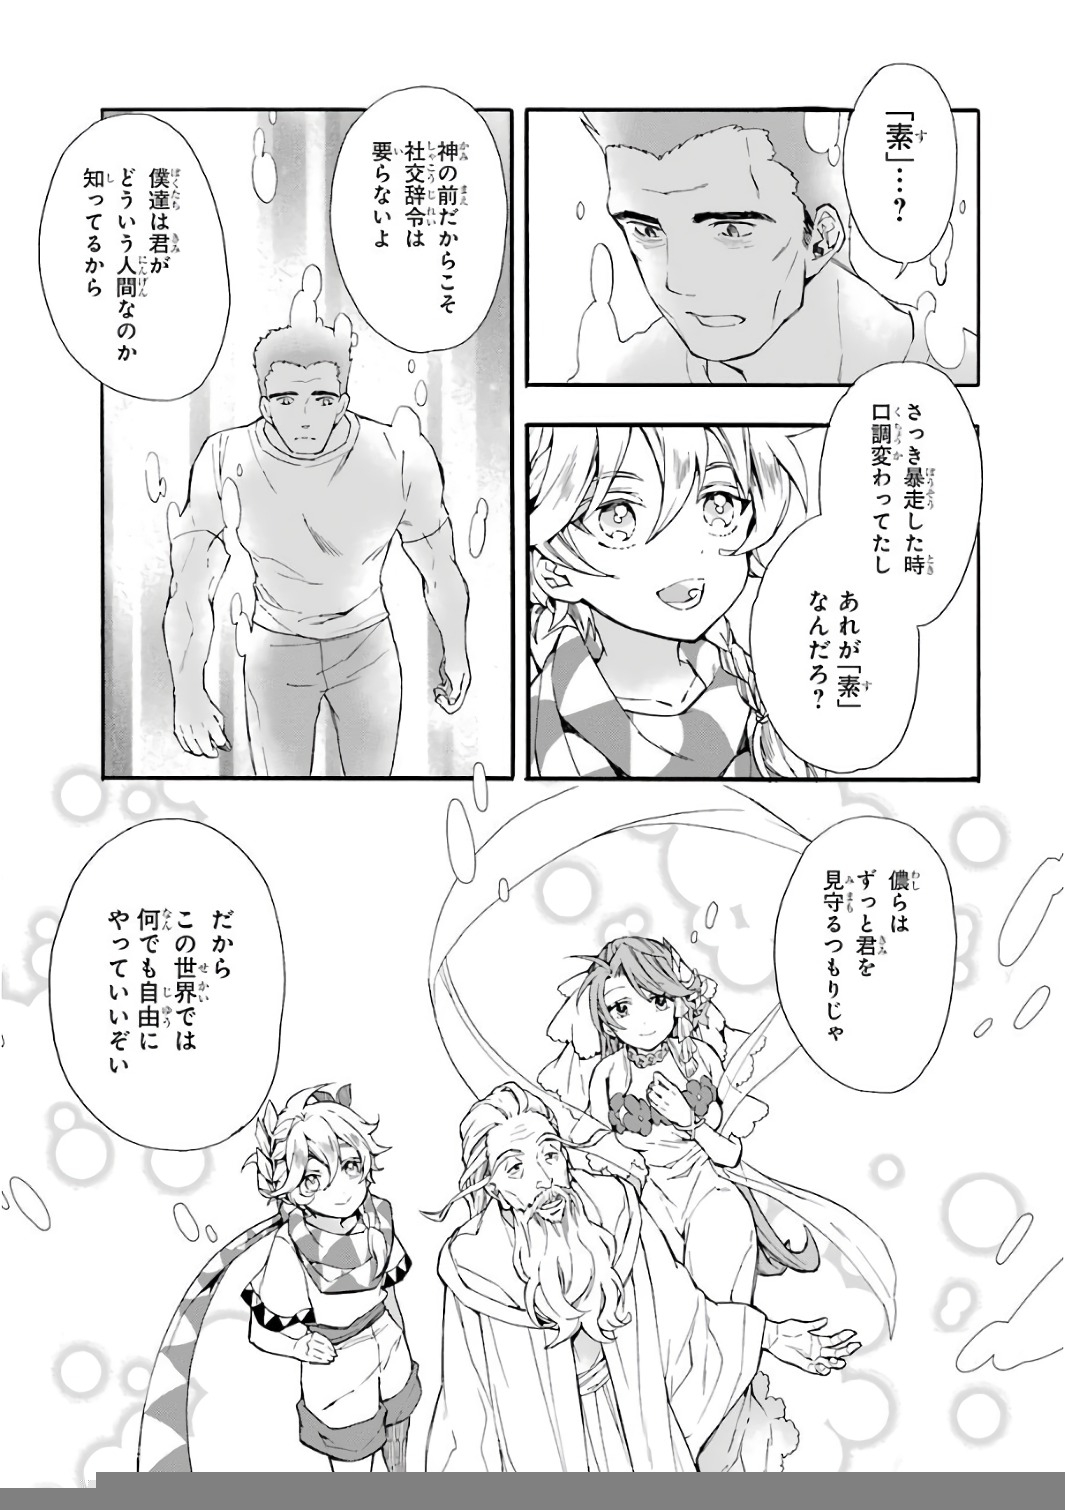 「素」…?
さっき暴走した時
口調変わってたし
あれが「素」
なんだろ?
神の前だからこそ
社交辞令は
要らないよ
僕達は君が
どういう人間なのか
知ってるから
儂らは
ずっと君を
見守るつもりじゃ
だから
この世界では
何でも自由に
やっていいぞい